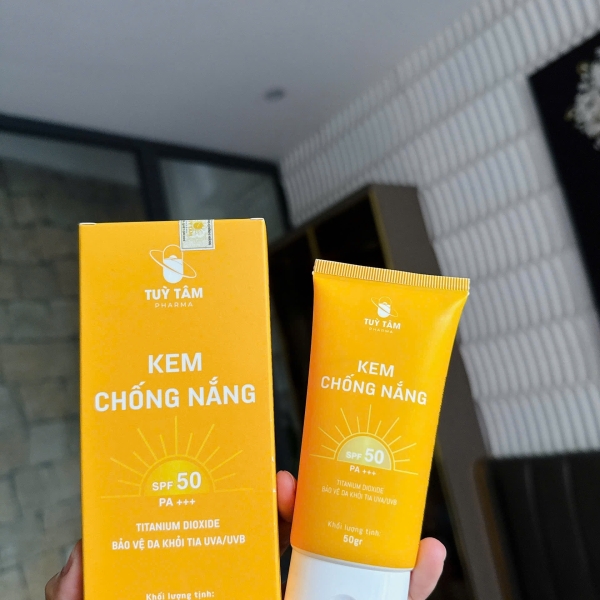 TUỲ TÂM
PHARMA
KEM
CHỐNG NẮNG
SPF 50
PA +++
TITANIUM DIOXIDE
BẢO VỆ DA KHỎI TIA UVA/UVB
Khối lượng tịnh:
TUỲ TÂM
PHARMA
KEM
CHỐNG NẮNG
SPF 50
PA +++
TITANIUM DIOXIDE
BẢO VỆ DA KHỎI TIA UVA/UVB
Khối lượng tịnh:
50gr